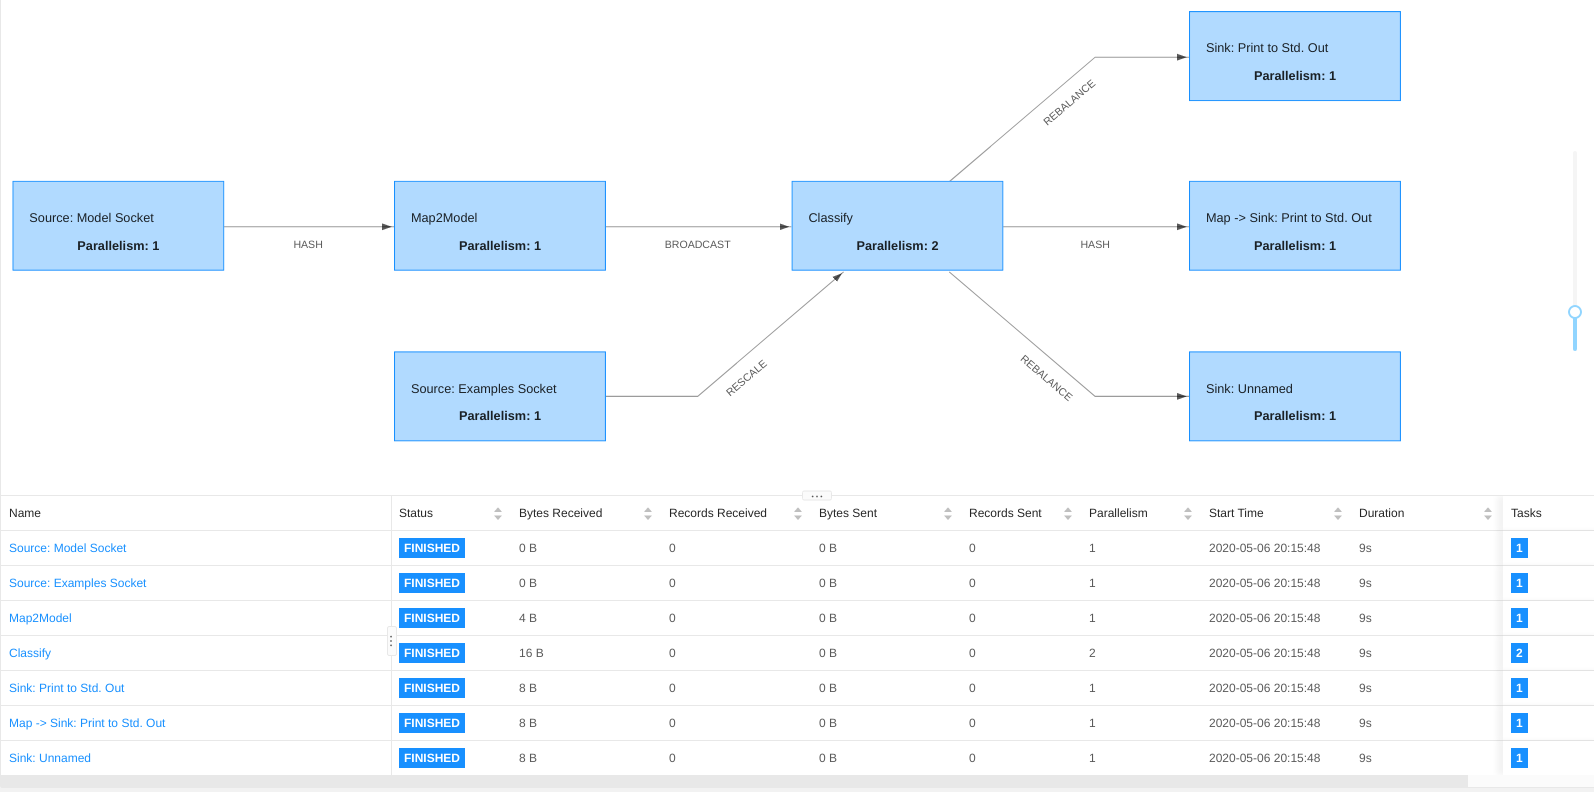 Sink: Print to Std. Out
Parallelism: 1
REBALANCE
Source: Model Socket
Parallelism: 1
HASH
Map2Model
Parallelism: 1
BROADCAST
Classify
Parallelism: 2
HASH
Map -> Sink: Print to Std. Out
Parallelism: 1
Source: Examples Socket
Parallelism: 1
RESCALE
REBALANCE
Sink: Unnamed
Parallelism: 1
Name Status Bytes Received Records Received Bytes Sent Records Sent Parallelism Start Time Duration Tasks
Source: Model Socket FINISHED 0 B 0 0 B 0 1 2020-05-06 20:15:48 9s 1
Source: Examples Socket FINISHED 0 B 0 0 B 0 1 2020-05-06 20:15:48 9s 1
Map2Model FINISHED 4 B 0 0 B 0 1 2020-05-06 20:15:48 9s 1
Classify FINISHED 16 B 0 0 B 0 2 2020-05-06 20:15:48 9s 2
Sink: Print to Std. Out FINISHED 8 B 0 0 B 0 1 2020-05-06 20:15:48 9s 1
Map -> Sink: Print to Std. Out FINISHED 8 B 0 0 B 0 1 2020-05-06 20:15:48 9s 1
Sink: Unnamed FINISHED 8 B 0 0 B 0 1 2020-05-06 20:15:48 9s 1